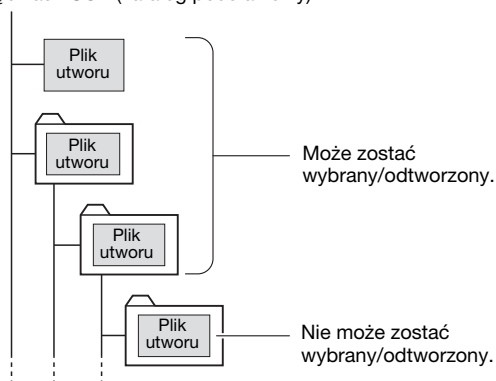 Plik
utworu
Plik
utworu
Może zostać
wybrany/odtworzony.
Plik
utworu
Plik
utworu
Nie może zostać
wybrany/odtworzony.